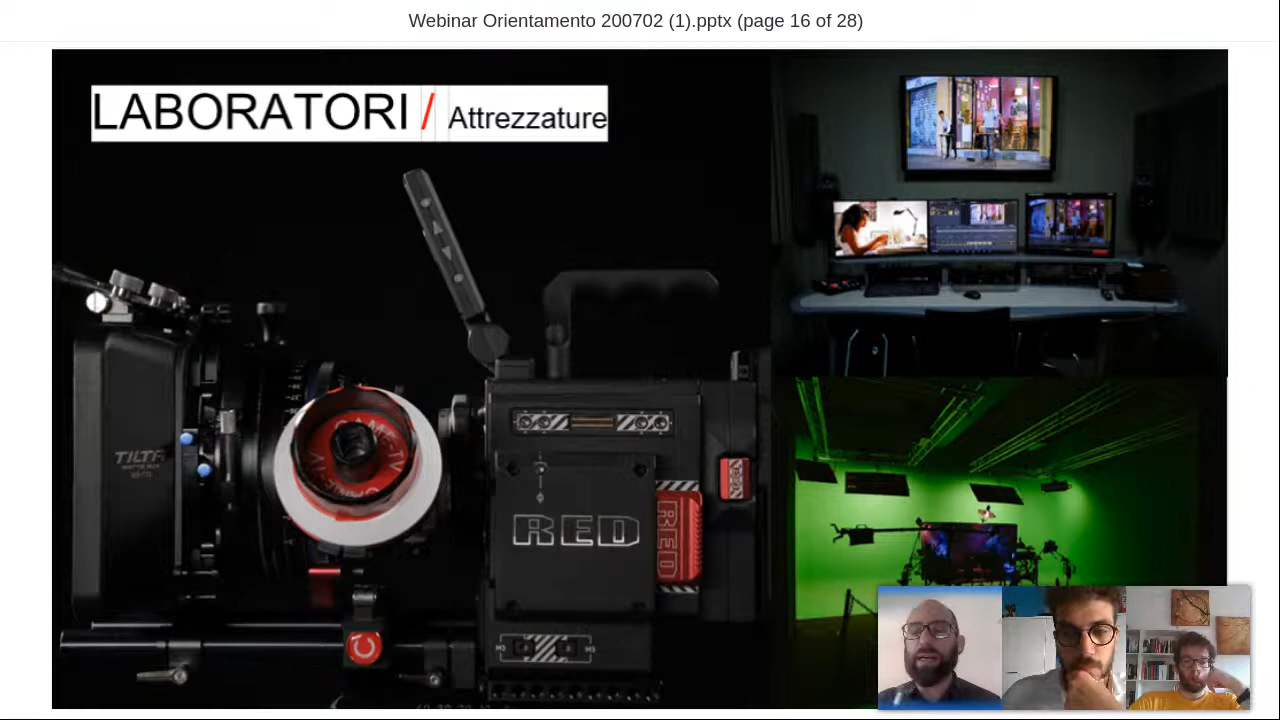 Webinar Orientamento 200702 (1).pptx (page 16 of 28)
LABORATORI / Attrezzature
TILTA
RED
RED